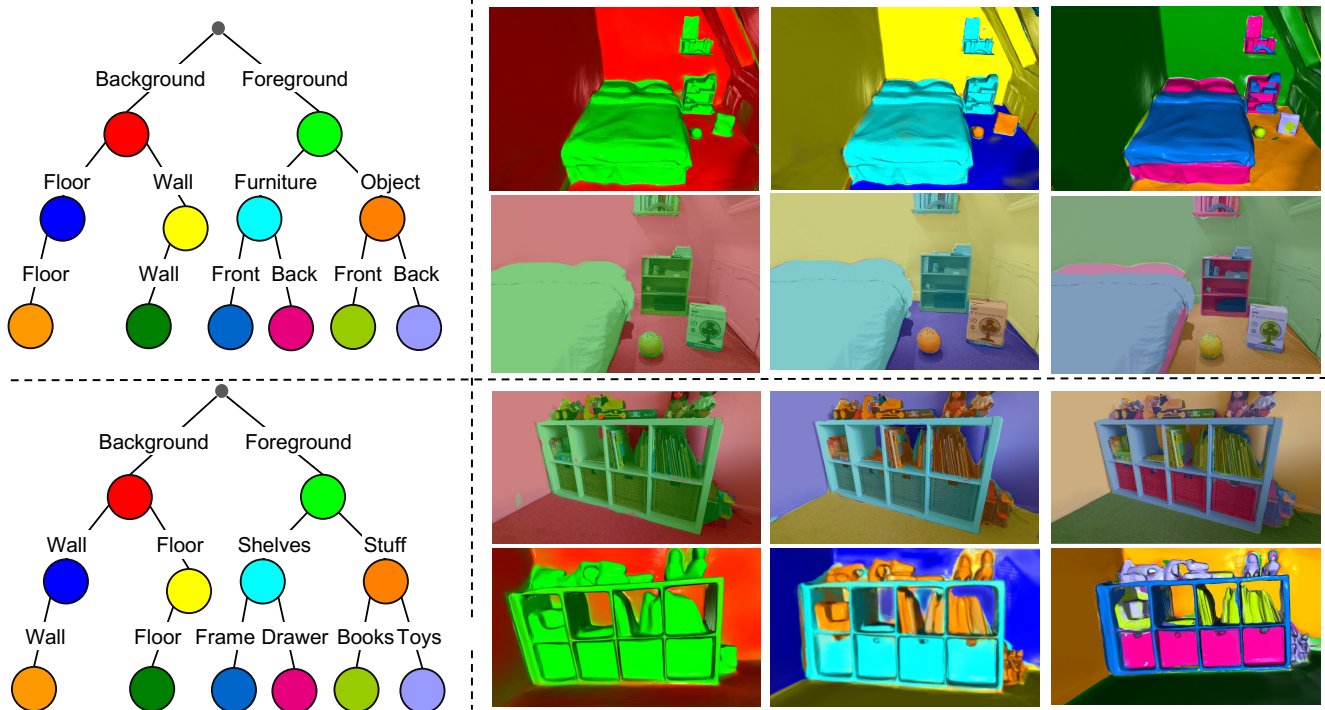 Background Foreground
Floor Wall Furniture Object
Floor Wall Front Back Front Back
Background Foreground
Wall Floor Shelves Stuff
Wall Floor Frame Drawer Books Toys